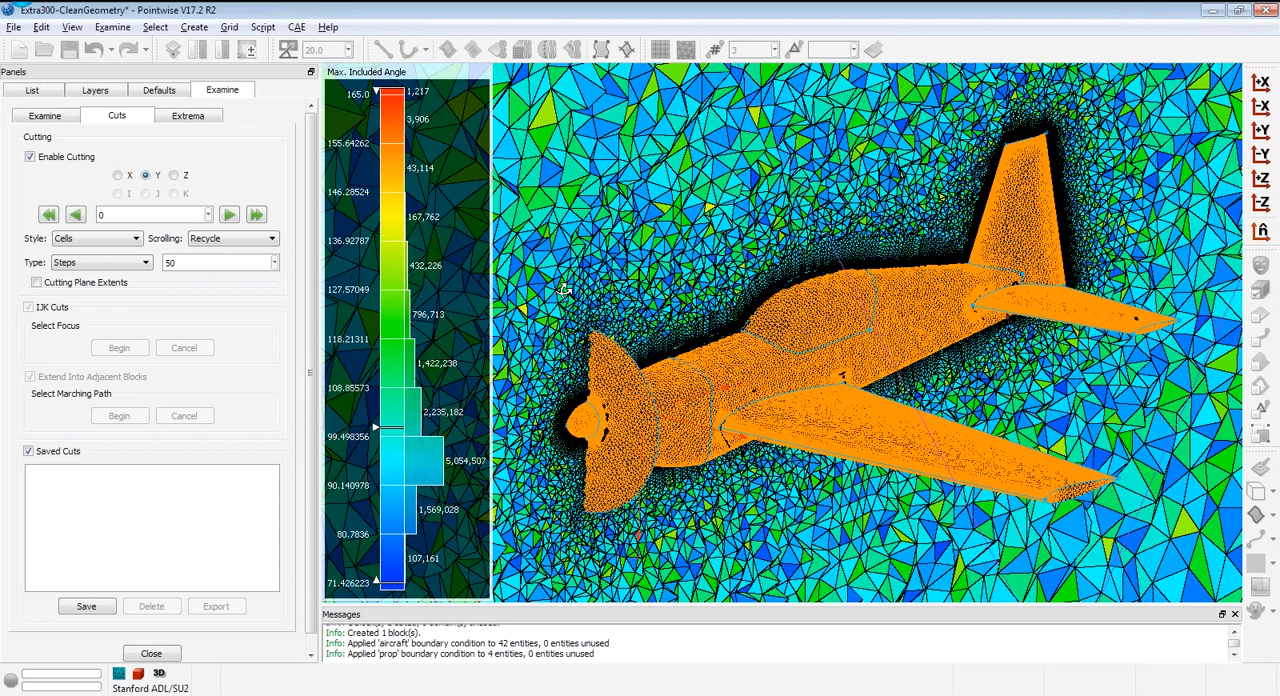 Extra300-CleanGeometry* - Pointwise V17.2 R2
File Edit View Examine Select Create Grid Script CAE Help
20.0 3
Panels
List Layers Defaults Examine
Examine Cuts Extrema
Cutting
Enable Cutting
X Y Z
I J K
0
Style: Cells Scrolling: Recycle
Type: Steps 50
Cutting Plane Extents
IJK Cuts
Select Focus
Begin Cancel
Extend Into Adjacent Blocks
Select Marching Path
Begin Cancel
Saved Cuts
Save Delete Export
Close
Max. Included Angle
165.0 1,217
3,906
155.64262
43,114
146.28524
167,762
136.92787
432,226
127.57049
796,713
118.21311
1,422,238
108.85573
2,235,182
99.498356
5,054,507
90.140978
1,569,028
80.7836
107,161
71.426223
+X
-X
+Y
-Y
+Z
-Z
n̂
Messages
Info: Created 1 block(s).
Info: Applied 'aircraft' boundary condition to 42 entities, 0 entities unused
Info: Applied 'prop' boundary condition to 4 entities, 0 entities unused
3D
Stanford ADL/SU2